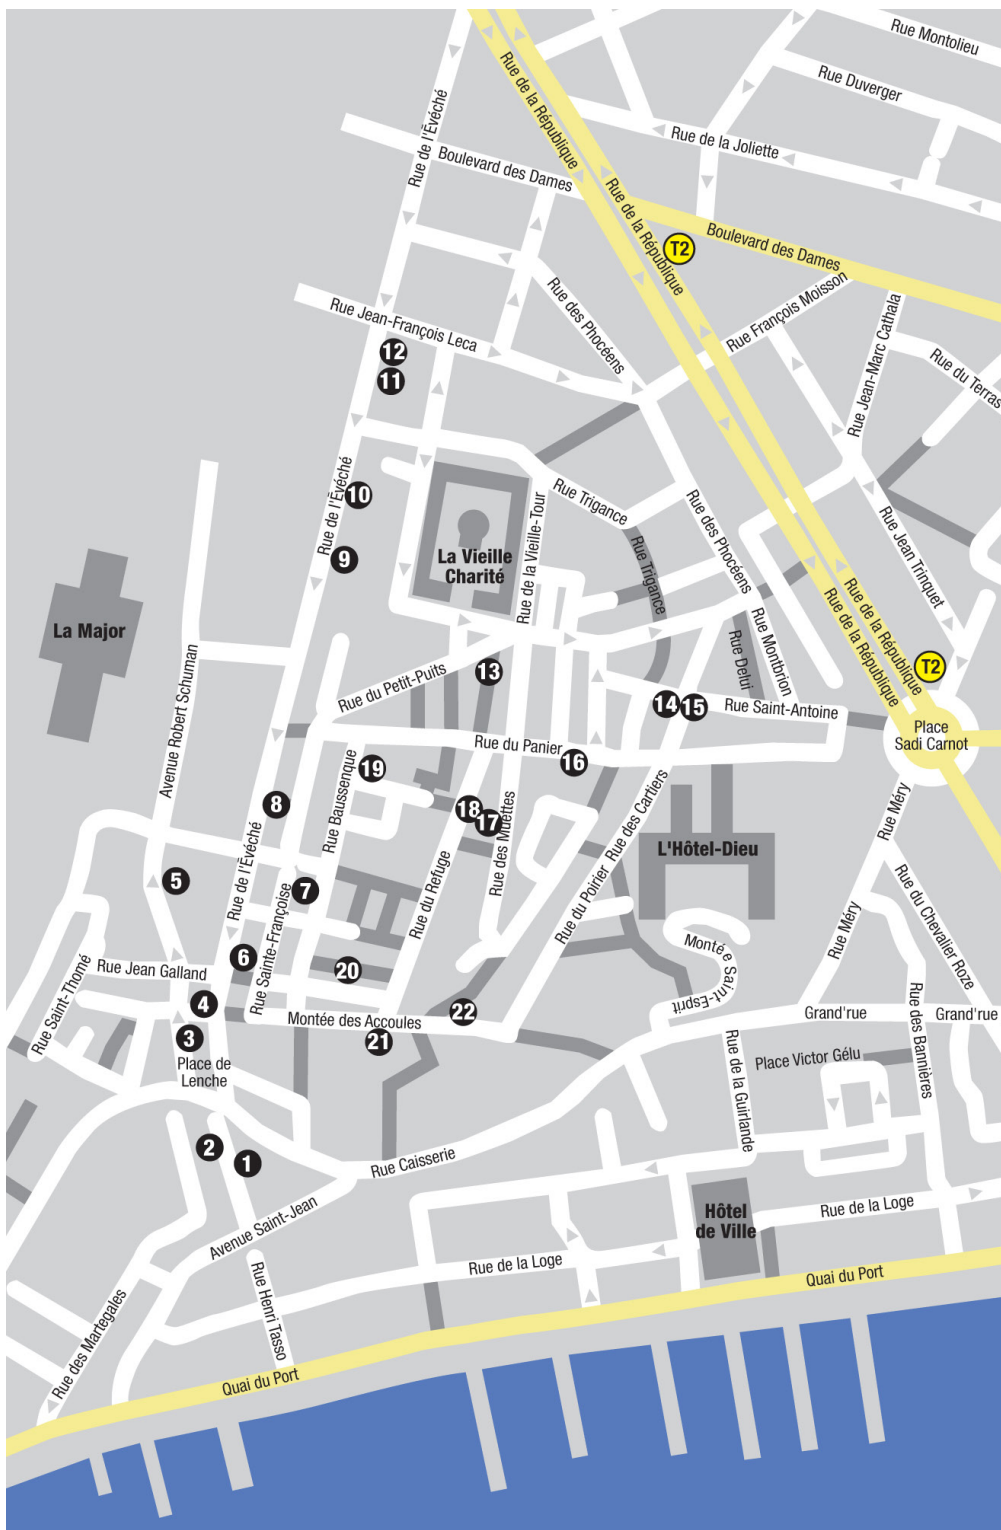 Rue Montolieu
Rue de la République
Rue Duverger
Rue de l'Évéché
Rue de la Joliette
Boulevard des Dames
Rue de la République
Boulevard des Dames
T2
Rue des Phocéens
Rue François Moisson
Rue Jean-François Leca
Rue Jean-Marc Cathala
Rue du Terras
12
11
Rue de l'Évéché
10
Rue Trigance
Rue des Phocéens
Rue de la Vieille-Tour
Rue Jean Trinquet
9
La Vieille
Charité
Rue Trigance
La Major
Rue de la République
Rue de la République
Rue Montbrion
Rue Delui
T2
Avenue Robert Schuman
Rue du Petit-Puits
13
14
15
Rue Saint-Antoine
Place
Sadi Carnot
Rue du Panier
16
19
Rue Baussenque
8
18
17
Rue des Muettes
Rue du Poirier
Rue des Cartiers
L'Hôtel-Dieu
Rue Méry
5
7
Rue de l'Évéché
Rue du Refuge
Rue Sainte-Françoise
Rue Méry
Rue du Chevalier Roze
6
20
Rue Jean Galland
Rue Saint-Thomé
Montée Saint-Esprit
4
22
Montée des Accoules
21
Grand'rue
Grand'rue
Rue des Bannières
3
Place de
Lenche
Place Victor Gélu
Rue de la Guirlande
2
1
Rue Caisserie
Avenue Saint-Jean
Hôtel
de Ville
Rue de la Loge
Rue de la Loge
Quai du Port
Rue Henri Tasso
Rue des Martegales
Quai du Port